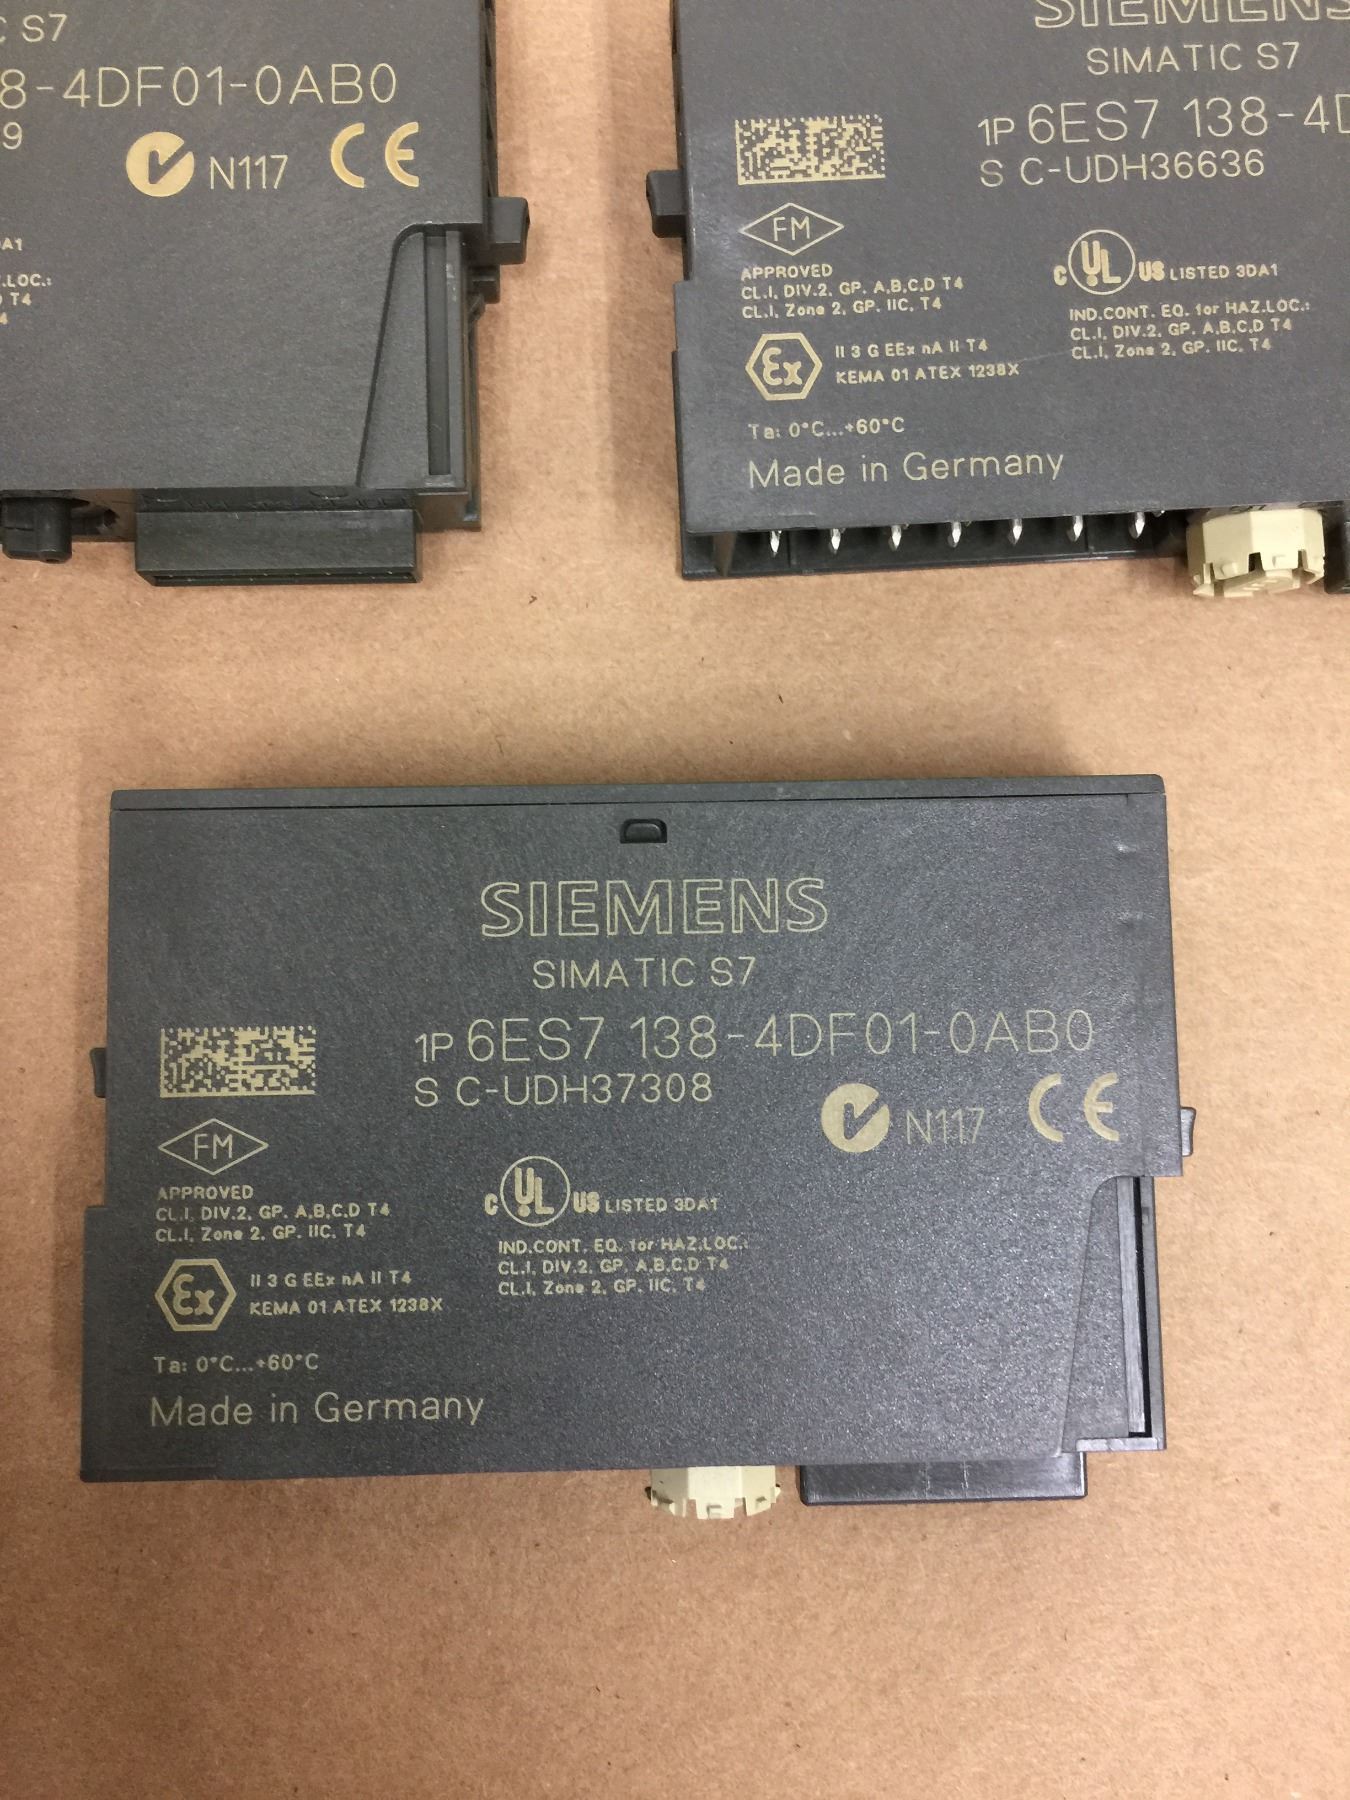 C S7
8-4DF01-0AB0
9
N117 CE
A1
.LOC.:
D T4
4
SIEMENS
SIMATIC S7
1P 6ES7 138-4D
S C-UDH36636
FM
APPROVED
CL.I, DIV.2, GP. A,B,C,D T4
CL.I, Zone 2, GP. IIC, T4
C UL US LISTED 3DA1
IND.CONT. EQ. for HAZ.LOC.:
CL.I, DIV.2, GP. A,B,C,D T4
CL.I, Zone 2, GP. IIC, T4
Ex II 3 G EEx nA II T4
KEMA 01 ATEX 1238X
Ta: 0°C...+60°C
Made in Germany
SIEMENS
SIMATIC S7
1P 6ES7 138-4DF01-0AB0
S C-UDH37308
N117 CE
FM
APPROVED
CL.I, DIV.2, GP. A,B,C,D T4
CL.I, Zone 2, GP. IIC, T4
C UL US LISTED 3DA1
IND.CONT. EQ. for HAZ.LOC.:
CL.I, DIV.2, GP. A,B,C,D T4
CL.I, Zone 2, GP. IIC, T4
Ex II 3 G EEx nA II T4
KEMA 01 ATEX 1238X
Ta: 0°C...+60°C
Made in Germany